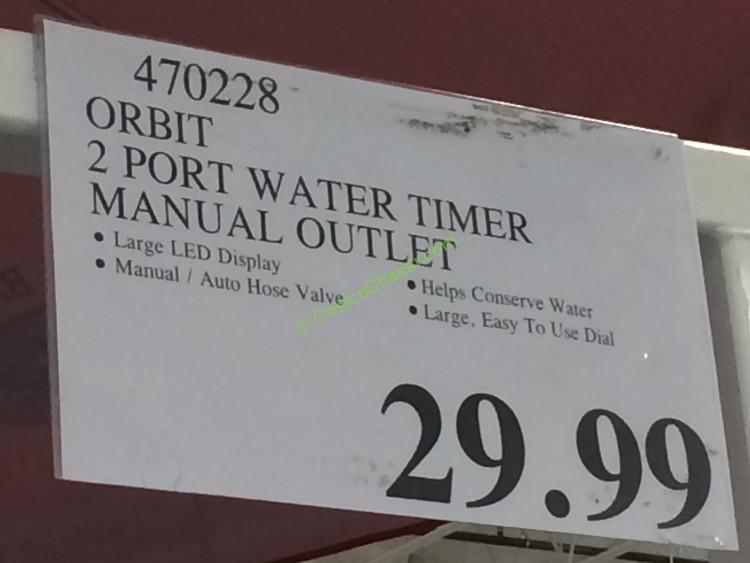 470228
ORBIT
2 PORT WATER TIMER
MANUAL OUTLET
• Large LED Display
• Manual / Auto Hose Valve
• Helps Conserve Water
• Large, Easy To Use Dial
29.99
© CostcoChaser.com